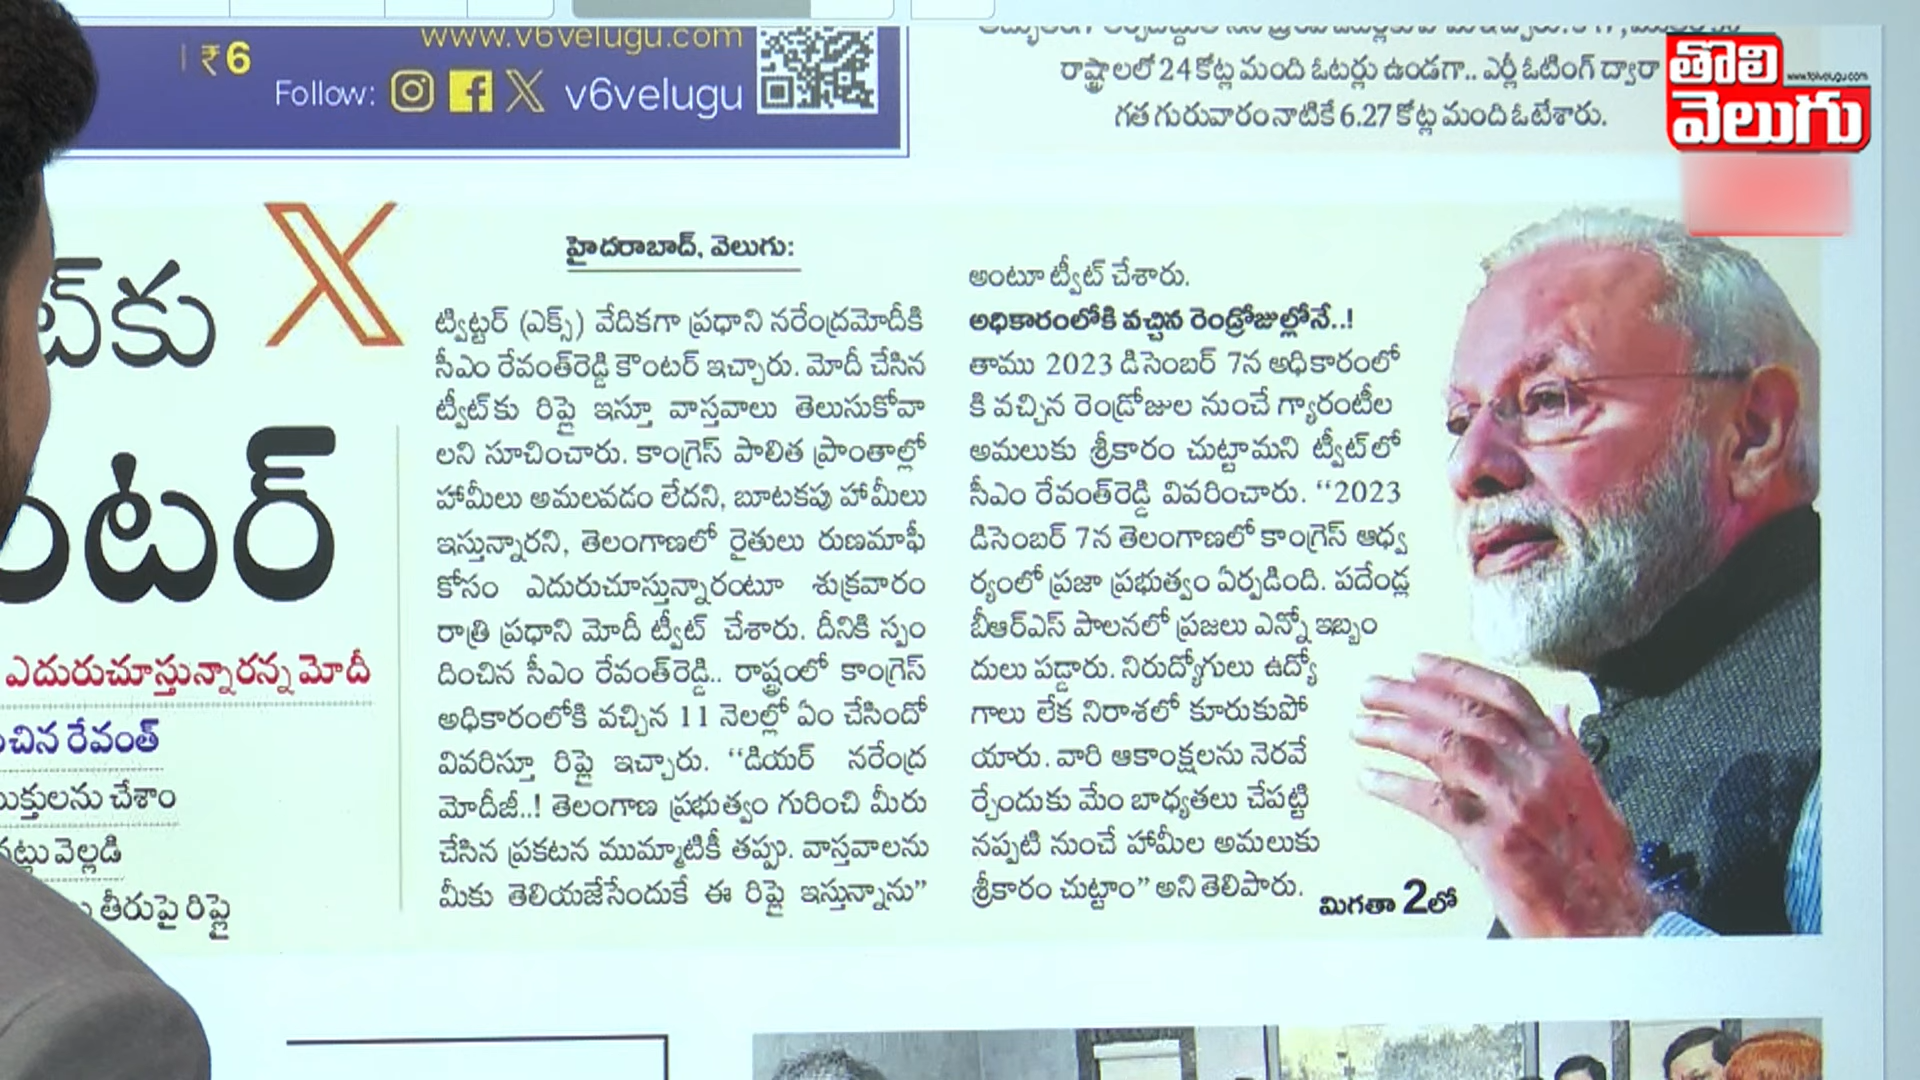 ₹6
www.v6velugu.com
Follow: v6velugu
రాష్ట్రాలలో 24 కోట్ల మంది ఓటర్లు ఉండగా.. ఎర్లీ ఓటింగ్ ద్వారా
గత గురువారం నాటికే 6.27 కోట్ల మంది ఓటేశారు.
తొలి
www.tolivelugu.com
వెలుగు
ఎదురుచూస్తున్నారన్న మోదీ
రేవంత్
చేశాం
వెల్లడి
తీరుపై రిప్లై
హైదరాబాద్, వెలుగు:
ట్విట్టర్ (ఎక్స్) వేదికగా ప్రధాని నరేంద్రమోదీకి
సీఎం రేవంత్‌రెడ్డి కౌంటర్ ఇచ్చారు. మోదీ చేసిన
ట్వీట్‌కు రిప్లై ఇస్తూ వాస్తవాలు తెలుసుకోవా
లని సూచించారు. కాంగ్రెస్ పాలిత ప్రాంతాల్లో
హామీలు అమలవడం లేదని, బూటకపు హామీలు
ఇస్తున్నారని, తెలంగాణలో రైతులు రుణమాఫీ
కోసం ఎదురుచూస్తున్నారంటూ శుక్రవారం
రాత్రి ప్రధాని మోదీ ట్వీట్ చేశారు. దీనికి స్పం
దించిన సీఎం రేవంత్‌రెడ్డి.. రాష్ట్రంలో కాంగ్రెస్
అధికారంలోకి వచ్చిన 11 నెలల్లో ఏం చేసిందో
వివరిస్తూ రిప్లై ఇచ్చారు. “డియర్ నరేంద్ర
మోదీజీ..! తెలంగాణ ప్రభుత్వం గురించి మీరు
చేసిన ప్రకటన ముమ్మాటికీ తప్పు. వాస్తవాలను
మీకు తెలియజేసేందుకే ఈ రిప్లై ఇస్తున్నాను”
అంటూ ట్వీట్ చేశారు.
అధికారంలోకి వచ్చిన రెండ్రోజుల్లోనే..!
తాము 2023 డిసెంబర్ 7న అధికారంలో
కి వచ్చిన రెండ్రోజుల నుంచే గ్యారంటీల
అమలుకు శ్రీకారం చుట్టామని ట్వీట్‌లో
సీఎం రేవంత్‌రెడ్డి వివరించారు. “2023
డిసెంబర్ 7న తెలంగాణలో కాంగ్రెస్ ఆధ్వ
ర్యంలో ప్రజా ప్రభుత్వం ఏర్పడింది. పదేండ్ల
బీఆర్ఎస్ పాలనలో ప్రజలు ఎన్నో ఇబ్బం
దులు పడ్డారు. నిరుద్యోగులు ఉద్యో
గాలు లేక నిరాశలో కూరుకుపో
యారు. వారి ఆకాంక్షలను నెరవే
ర్చేందుకు మేం బాధ్యతలు చేపట్టి
నప్పటి నుంచే హామీల అమలుకు
శ్రీకారం చుట్టాం” అని తెలిపారు.
మిగతా 2లో